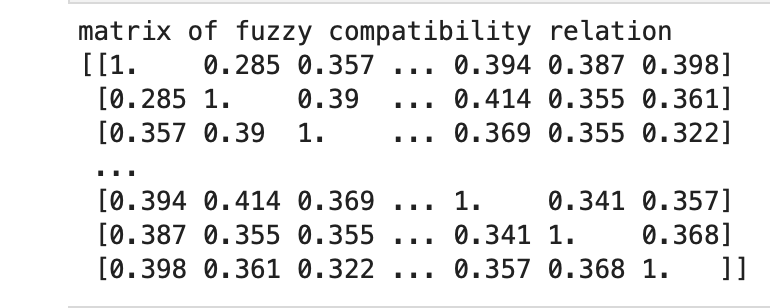 matrix of fuzzy compatibility relation
[[1.    0.285 0.357 ... 0.394 0.387 0.398]
 [0.285 1.    0.39  ... 0.414 0.355 0.361]
 [0.357 0.39  1.    ... 0.369 0.355 0.322]
 ...
 [0.394 0.414 0.369 ... 1.    0.341 0.357]
 [0.387 0.355 0.355 ... 0.341 1.    0.368]
 [0.398 0.361 0.322 ... 0.357 0.368 1.   ]]